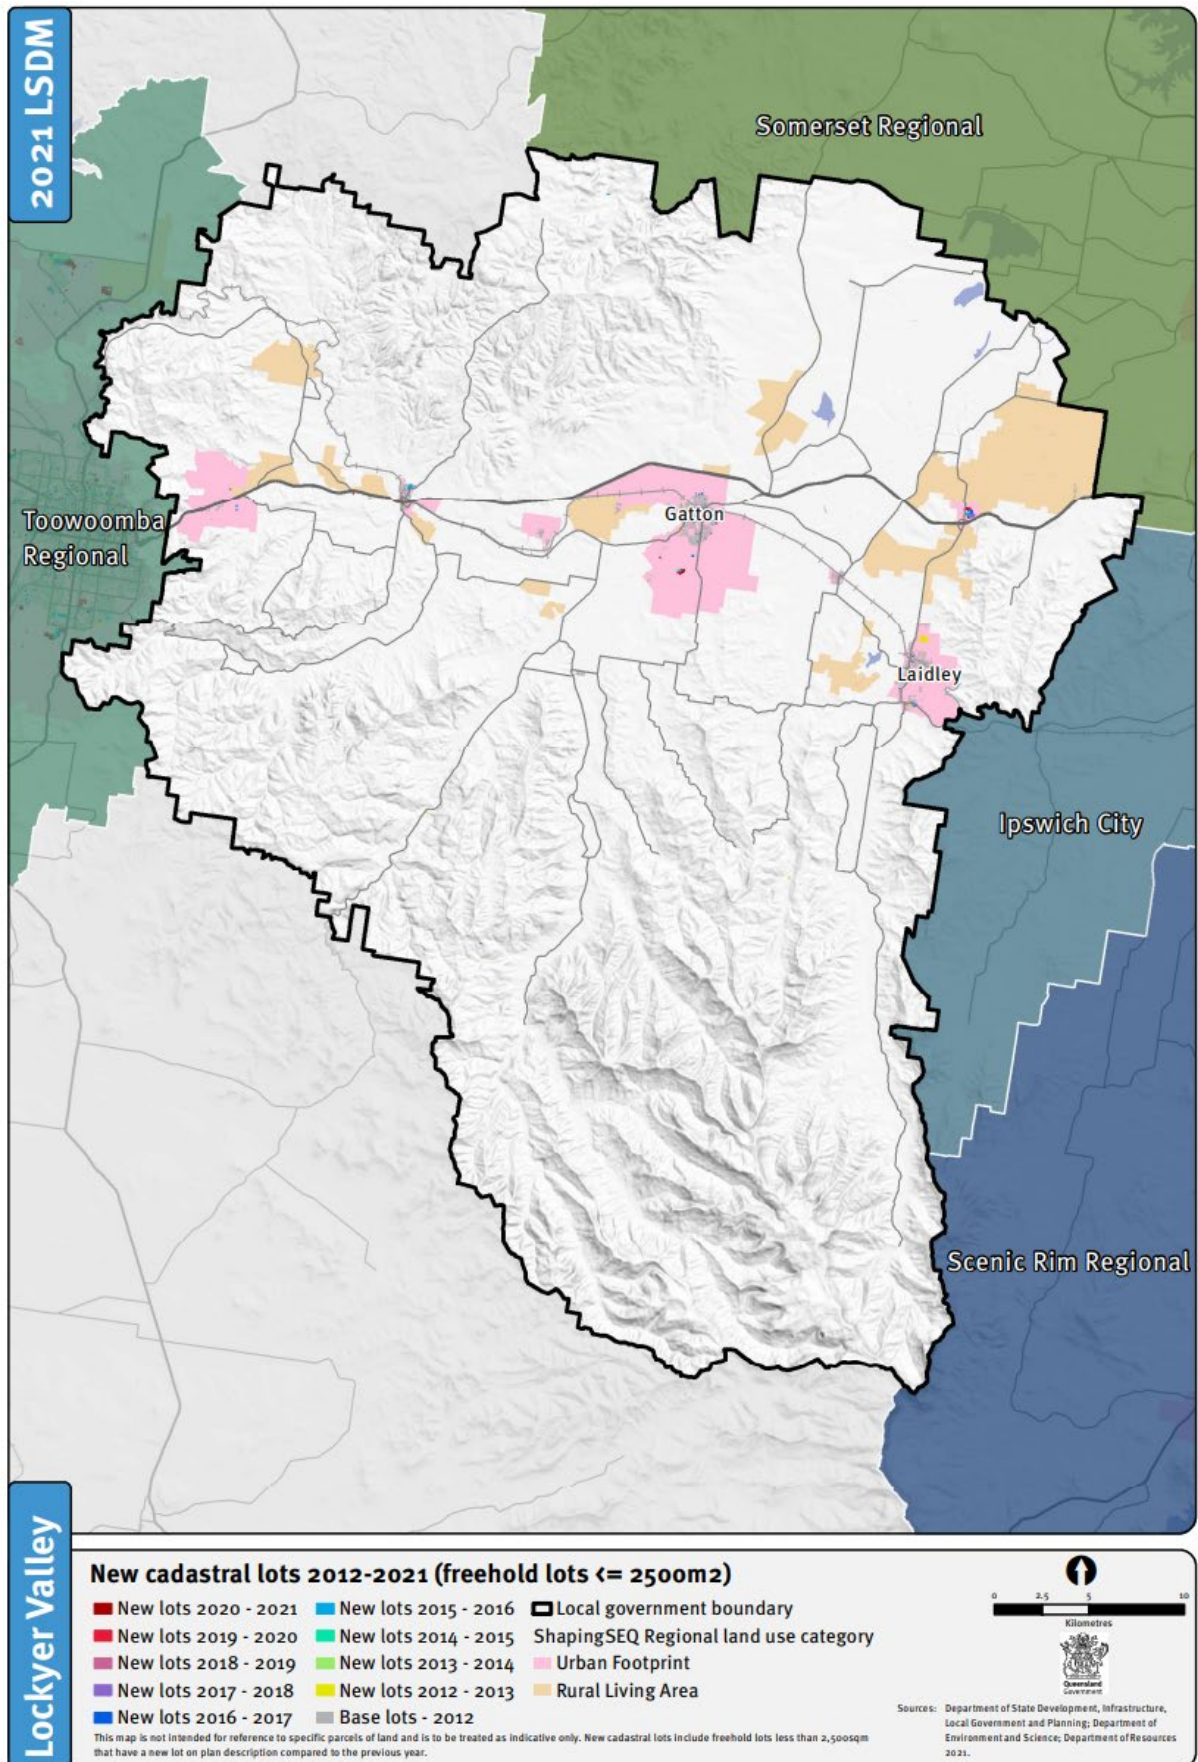 2021 LSDM
Somerset Regional
Toowoomba
Regional
Gatton
Laidley
Ipswich City
Scenic Rim Regional
Lockyer Valley
New cadastral lots 2012-2021 (freehold lots <= 2500m2)
New lots 2020 - 2021
New lots 2019 - 2020
New lots 2018 - 2019
New lots 2017 - 2018
New lots 2016 - 2017
New lots 2015 - 2016
New lots 2014 - 2015
New lots 2013 - 2014
New lots 2012 - 2013
Base lots - 2012
Local government boundary
ShapingSEQ Regional land use category
Urban Footprint
Rural Living Area
This map is not intended for reference to specific parcels of land and is to be treated as indicative only. New cadastral lots include freehold lots less than 2,500sqm
that have a new lot on plan description compared to the previous year.
0 2.5 5 10
Kilometres
Queensland
Government
Sources: Department of State Development, Infrastructure,
Local Government and Planning; Department of
Environment and Science; Department of Resources
2021.